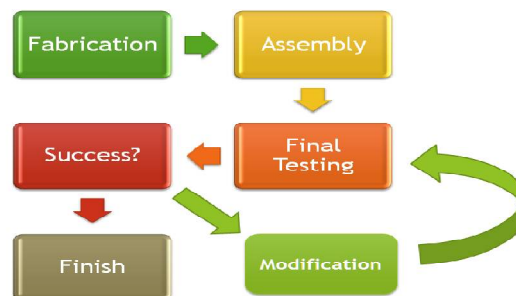 Fabrication
Assembly
Success?
Final
Testing
Finish
Modification